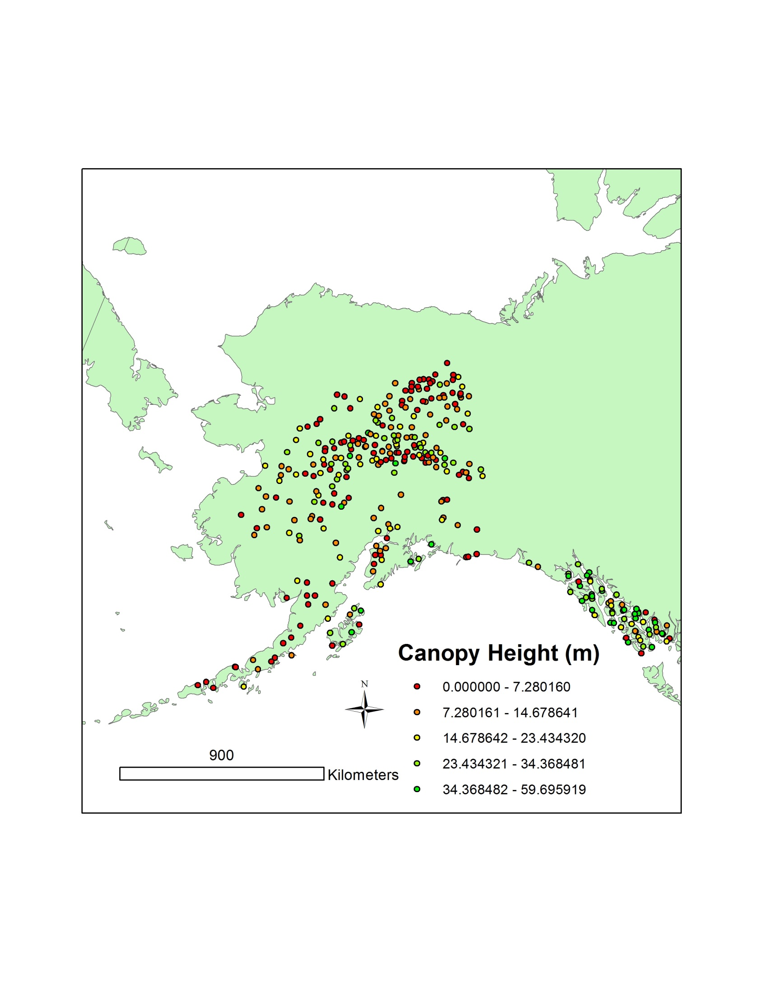 Canopy Height (m)
N
0.000000 - 7.280160
7.280161 - 14.678641
14.678642 - 23.434320
23.434321 - 34.368481
34.368482 - 59.695919
900
Kilometers